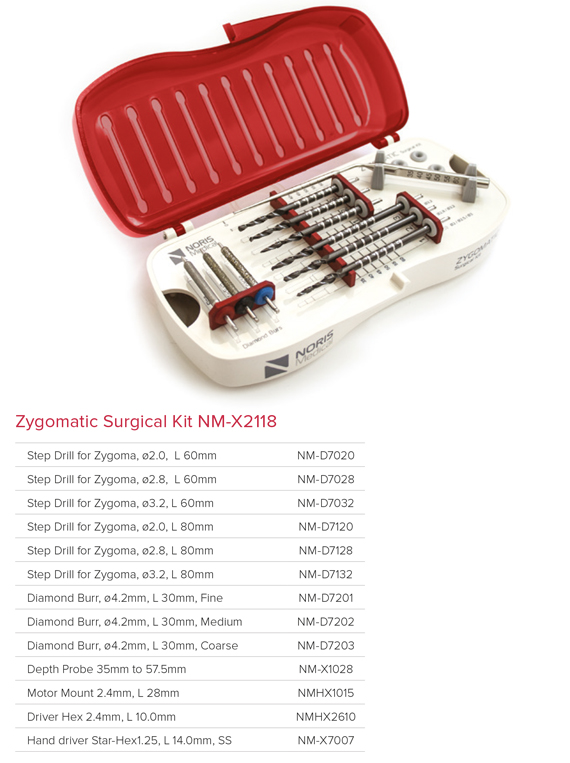 NORIS
Medical
Diamond Burrs
NORIS
Medical
ZYGOMATIC
Surgical Kit
Zygomatic Surgical Kit NM-X2118
Step Drill for Zygoma, ø2.0, L 60mm NM-D7020
Step Drill for Zygoma, ø2.8, L 60mm NM-D7028
Step Drill for Zygoma, ø3.2, L 60mm NM-D7032
Step Drill for Zygoma, ø2.0, L 80mm NM-D7120
Step Drill for Zygoma, ø2.8, L 80mm NM-D7128
Step Drill for Zygoma, ø3.2, L 80mm NM-D7132
Diamond Burr, ø4.2mm, L 30mm, Fine NM-D7201
Diamond Burr, ø4.2mm, L 30mm, Medium NM-D7202
Diamond Burr, ø4.2mm, L 30mm, Coarse NM-D7203
Depth Probe 35mm to 57.5mm NM-X1028
Motor Mount 2.4mm, L 28mm NMHX1015
Driver Hex 2.4mm, L 10.0mm NMHX2610
Hand driver Star-Hex1.25, L 14.0mm, SS NM-X7007